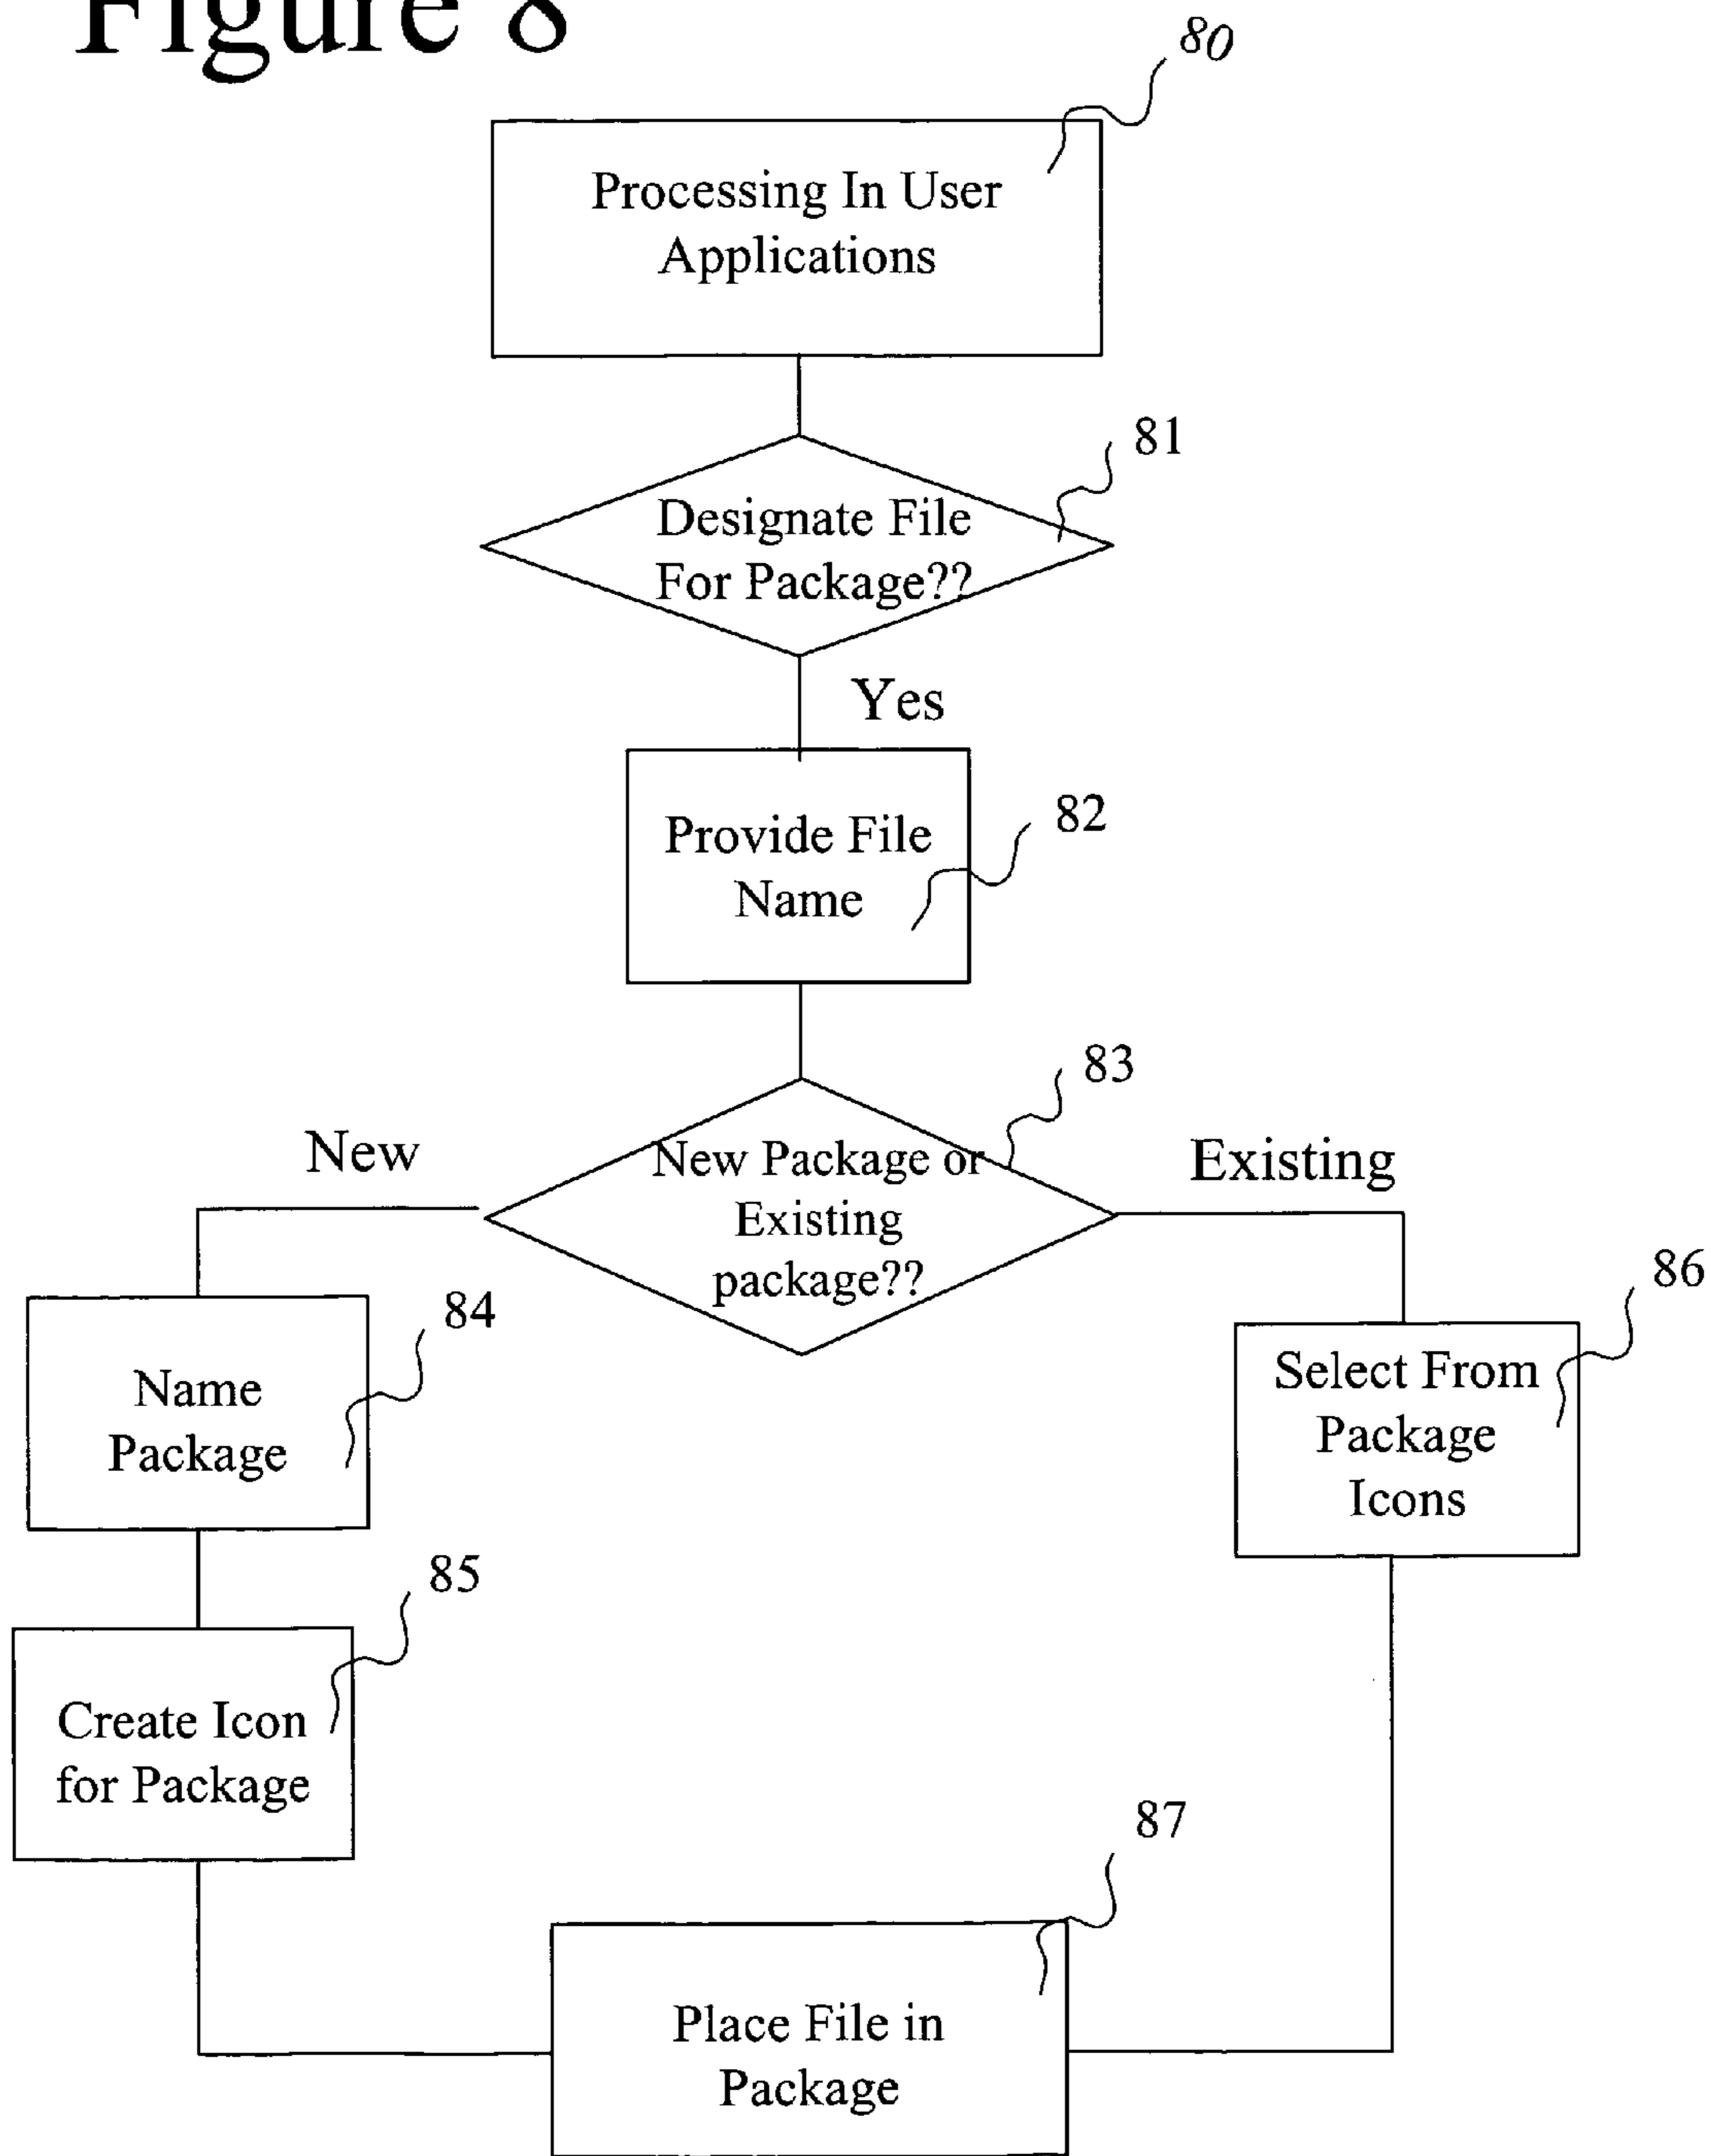 Figure 8
80
Processing In User
Applications
81
Designate File
For Package??
Yes
82
Provide File
Name
83
New
New Package or
Existing
package??
Existing
84
Name
Package
86
Select From
Package
Icons
85
Create Icon
for Package
87
Place File in
Package